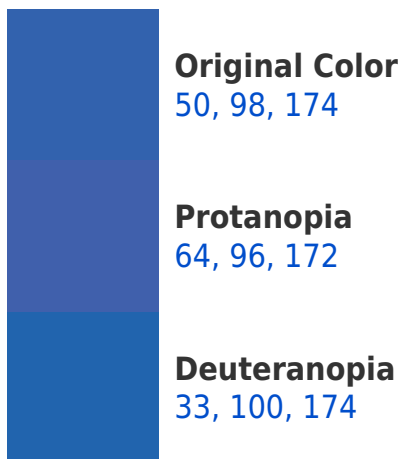 Original Color
50, 98, 174
Protanopia
64, 96, 172
Deuteranopia
33, 100, 174